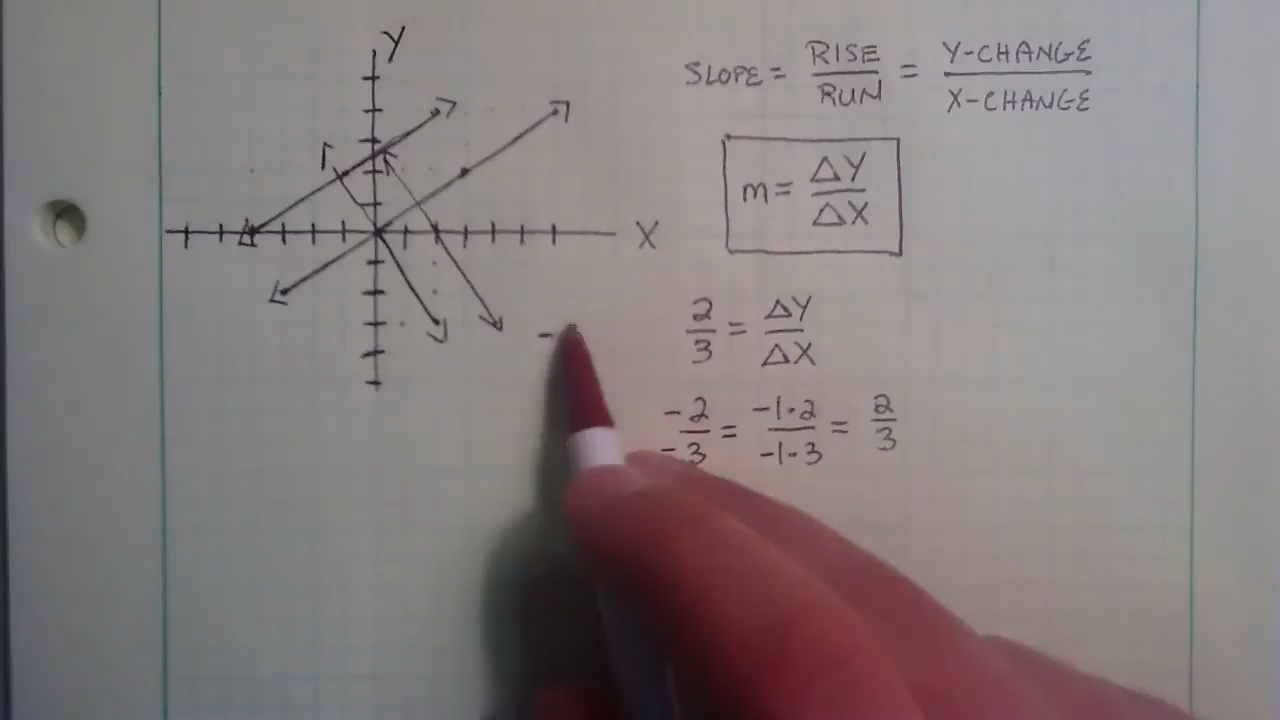 Y
X
SLOPE = RISE/RUN = Y-CHANGE/X-CHANGE
m = ΔY/ΔX
2/3 = ΔY/ΔX
-2/-3 = -1·2/-1·3 = 2/3
-